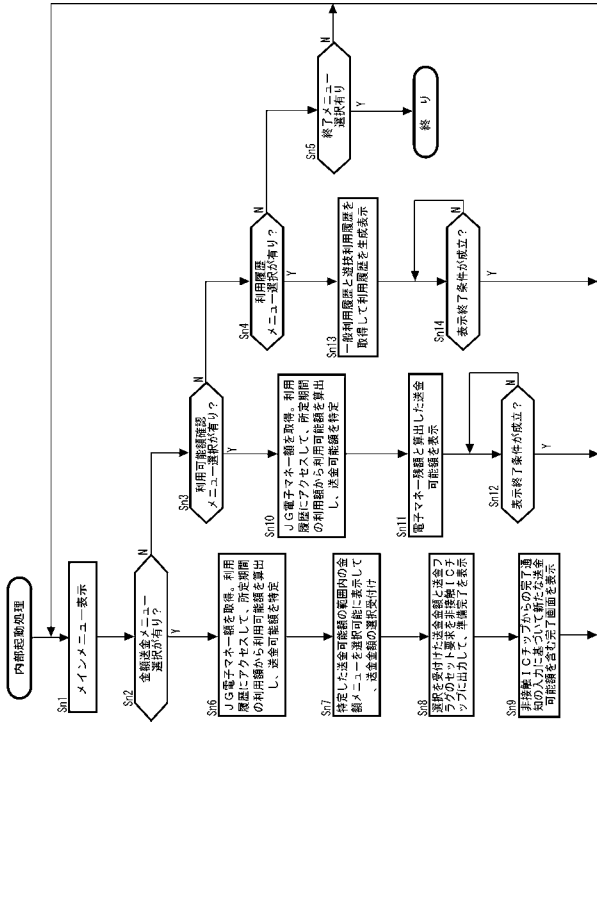 内部起動処理
Sn1
メインメニュー表示
Sn2
金額送金メニュー
選択が有り？
N
Y
Sn6
ＪＧ電子マネー額を取得。利用
履歴にアクセスして、所定期間
の利用額から利用可能額を算出
し、送金可能額を特定
Sn7
特定した送金可能額の範囲内の金
額メニューを選択可能に表示して
、送金金額の選択受付け
Sn8
選択を受付けた送金金額と送金フ
ラグのセット要求を非接触ＩＣチ
ップに出力して、準備完了を表示
Sn9
非接触ＩＣチップからの完了通
知の入力に基づいて新たな送金
可能額を含む完了画面を表示
Sn3
利用可能額確認
メニュー選択が有り？
N
Y
Sn10
ＪＧ電子マネー額を取得。利用
履歴にアクセスして、所定期間
の利用額から利用可能額を算出
し、送金可能額を特定
Sn11
電子マネー残額と算出した送金
可能額を表示
Sn12
表示終了条件が成立？
N
Y
Sn4
利用履歴
メニュー選択が有り？
N
Y
Sn13
一般利用履歴と遊技利用履歴を
取得して利用履歴を生成表示
Sn14
表示終了条件が成立？
N
Y
Sn5
終了メニュー
選択有り
N
Y
終 り